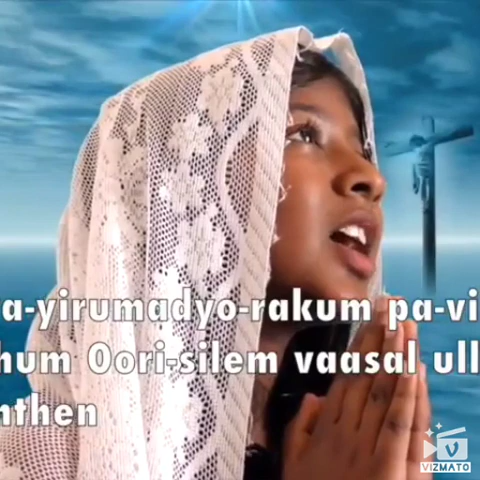 a-yirumadyo-rakum pa-vi
hum Oori-silem vaasal ull
nthen
V
VIZMATO